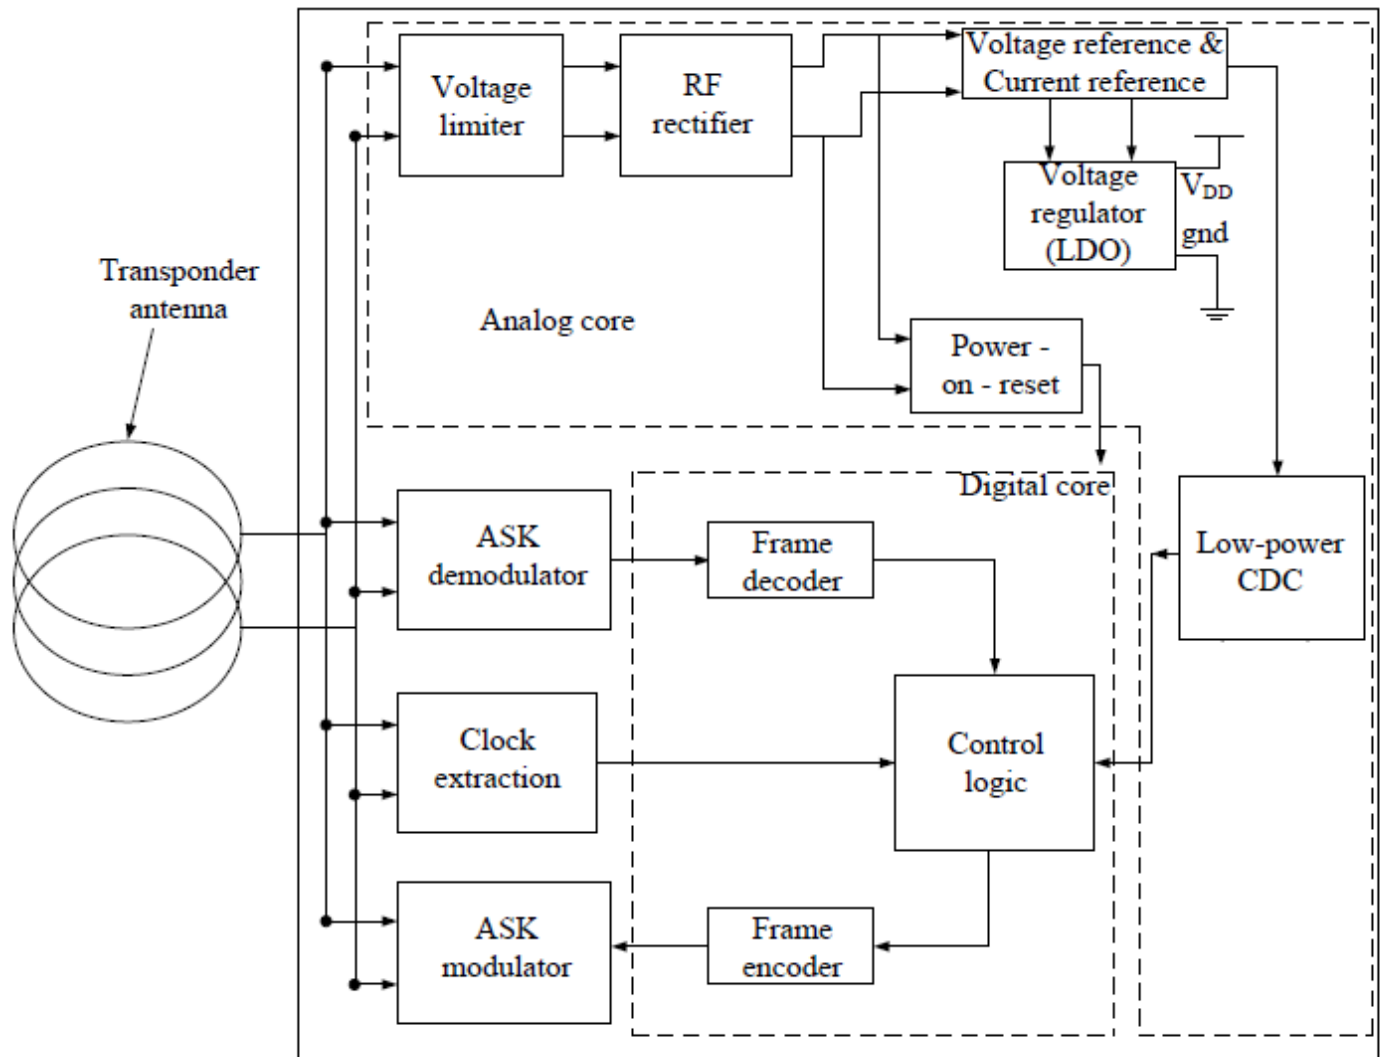 Voltage
limiter
RF
rectifier
Voltage reference &
Current reference
Voltage
regulator
(LDO)
VDD
gnd
Transponder
antenna
Analog core
Power -
on - reset
Digital core
ASK
demodulator
Frame
decoder
Low-power
CDC
Clock
extraction
Control
logic
ASK
modulator
Frame
encoder